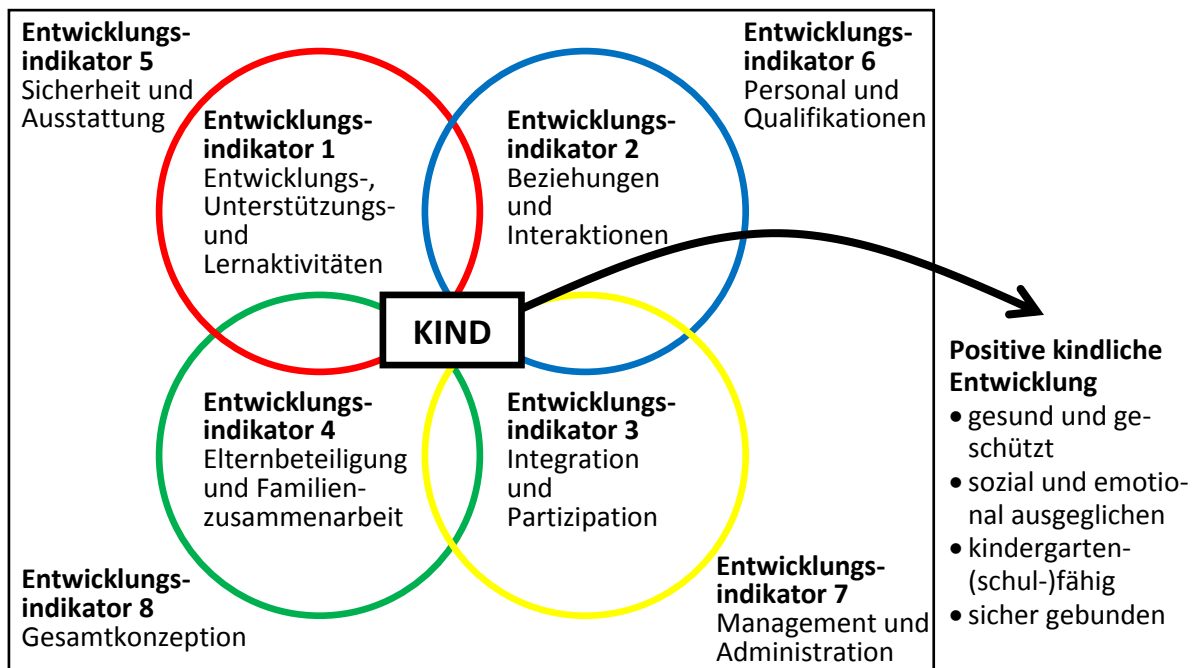 Entwicklungs-
indikator 5
Sicherheit und
Ausstattung
Entwicklungs-
indikator 6
Personal und
Qualifikationen
Entwicklungs-
indikator 1
Entwicklungs-,
Unterstützungs-
und
Lernaktivitäten
Entwicklungs-
indikator 2
Beziehungen
und
Interaktionen
KIND
Entwicklungs-
indikator 4
Elternbeteiligung
und Familien-
zusammenarbeit
Entwicklungs-
indikator 3
Integration
und
Partizipation
Entwicklungs-
indikator 8
Gesamtkonzeption
Entwicklungs-
indikator 7
Management und
Administration
Positive kindliche
Entwicklung
• gesund und ge-
schützt
• sozial und emotio-
nal ausgeglichen
• kindergarten-
(schul-)fähig
• sicher gebunden